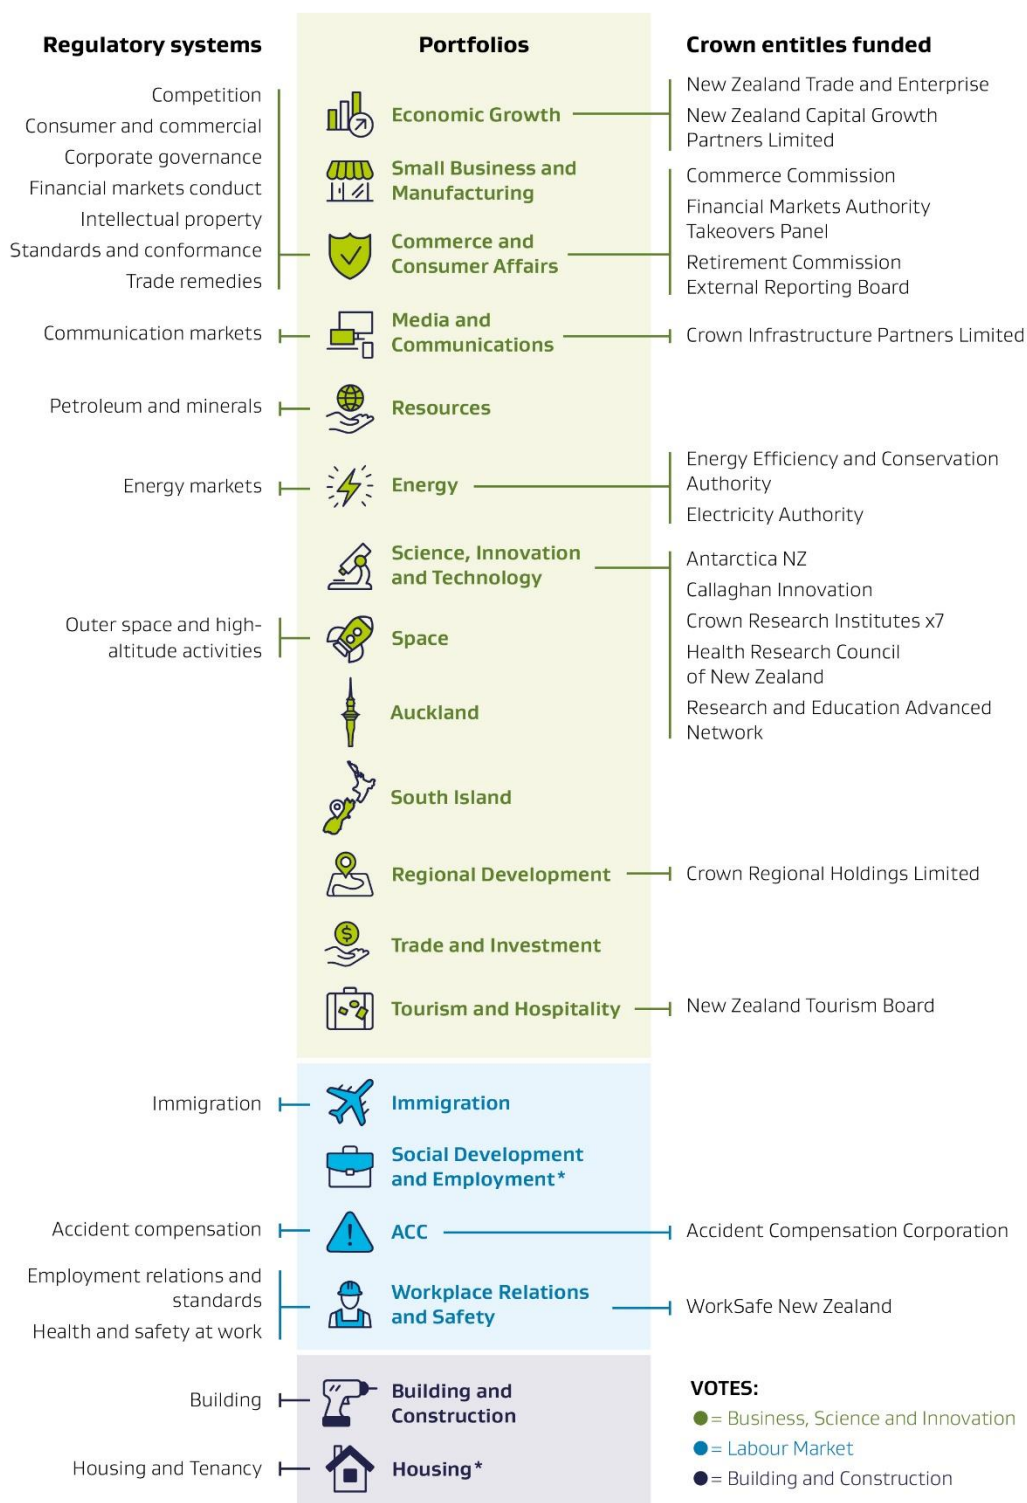 Regulatory systems
Portfolios
Crown entitles funded
Competition
Consumer and commercial
Corporate governance
Financial markets conduct
Intellectual property
Standards and conformance
Trade remedies
Economic Growth
New Zealand Trade and Enterprise
New Zealand Capital Growth
Partners Limited
Small Business and
Manufacturing
Commerce and
Consumer Affairs
Commerce Commission
Financial Markets Authority
Takeovers Panel
Retirement Commission
External Reporting Board
Communication markets
Media and
Communications
Crown Infrastructure Partners Limited
Petroleum and minerals
Resources
Energy markets
Energy
Energy Efficiency and Conservation
Authority
Electricity Authority
Science, Innovation
and Technology
Antarctica NZ
Callaghan Innovation
Crown Research Institutes x7
Health Research Council
of New Zealand
Research and Education Advanced
Network
Outer space and high-
altitude activities
Space
Auckland
South Island
Regional Development
Crown Regional Holdings Limited
$
Trade and Investment
Tourism and Hospitality
New Zealand Tourism Board
Immigration
Immigration
Social Development
and Employment*
Accident compensation
!
ACC
Accident Compensation Corporation
Employment relations and
standards
Health and safety at work
Workplace Relations
and Safety
WorkSafe New Zealand
Building
Building and
Construction
Housing and Tenancy
Housing*
VOTES:
= Business, Science and Innovation
= Labour Market
= Building and Construction